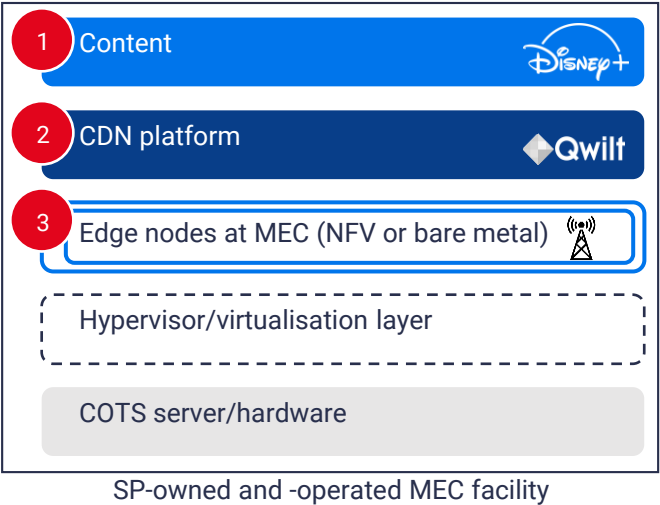 1
Content
Disney+
2
CDN platform
Qwilt
3
Edge nodes at MEC (NFV or bare metal)
Hypervisor/virtualisation layer
COTS server/hardware
SP-owned and -operated MEC facility